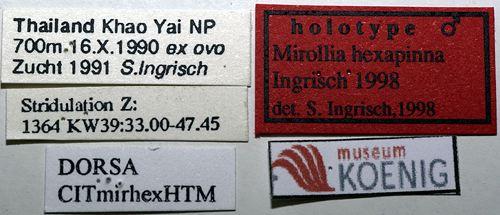 Thailand Khao Yai NP
700m 16.X.1990 ex ovo
Zucht 1991 S.Ingrisch
Stridulation Z:
1364 KW39:33.00-47.45
DORSA
CITmirhexHTM
holotype ♂
Mirollia hexapinna
Ingrisch 1998
det. S. Ingrisch,1998
museum
KOENIG